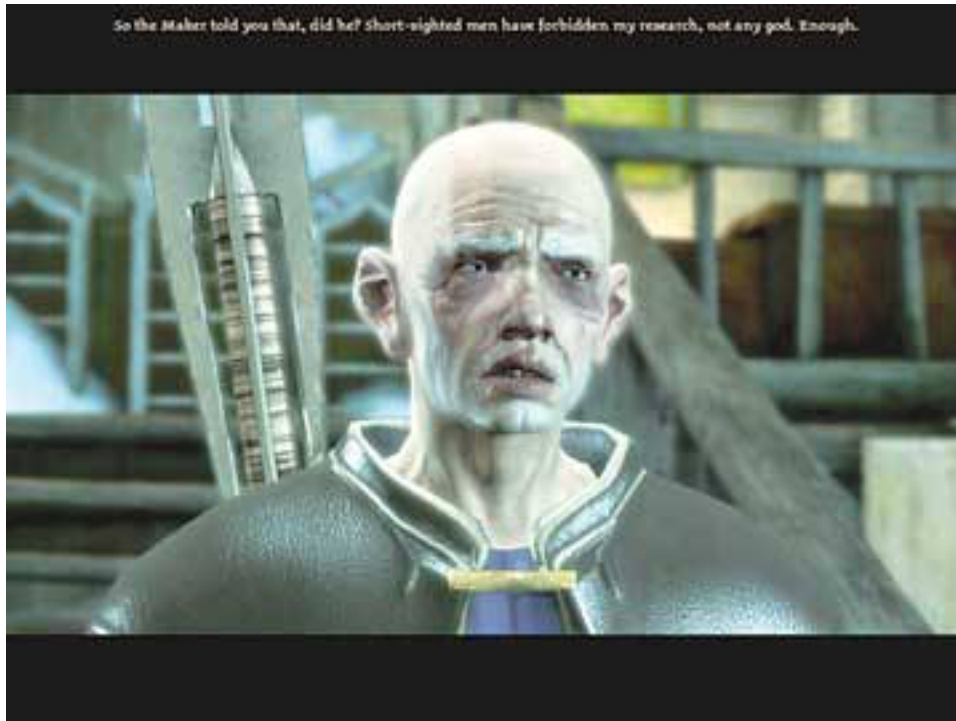 So the Maker told you that, did he? Short-sighted men have forbidden my research, not any god. Enough.